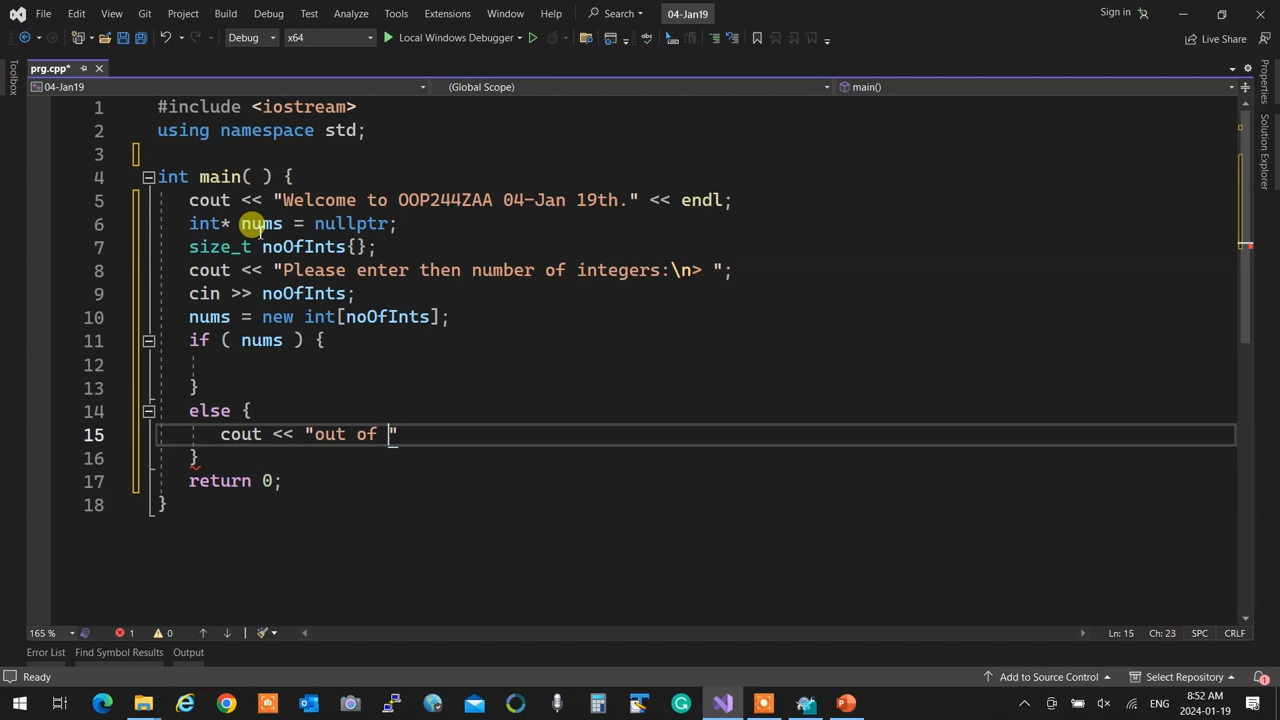 File Edit View Git Project Build Debug Test Analyze Tools Extensions Window Help Search 04-Jan19 Sign in
Debug x64 Local Windows Debugger Live Share
prg.cpp*
04-Jan19 (Global Scope) main()
Toolbox
Properties
Solution Explorer
1 #include <iostream>
2 using namespace std;
3
4 int main( ) {
5 cout << "Welcome to OOP244ZAA 04-Jan 19th." << endl;
6 int* nums = nullptr;
7 size_t noOfInts{};
8 cout << "Please enter then number of integers:\n> ";
9 cin >> noOfInts;
10 nums = new int[noOfInts];
11 if ( nums ) {
12
13 }
14 else {
15 cout << "out of "
16 }
17 return 0;
18 }
165 % 1 0 Ln: 15 Ch: 23 SPC CRLF
Error List Find Symbol Results Output
Ready Add to Source Control Select Repository 1
ENG 8:52 AM
2024-01-19